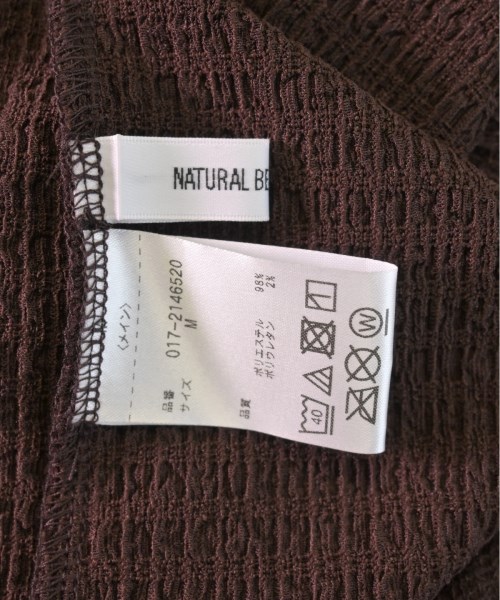 NATURAL BE
〈メイン〉
品番 017-2146520
サイズ M
品質 ポリエステル 98%
ポリウレタン 2%
40
W